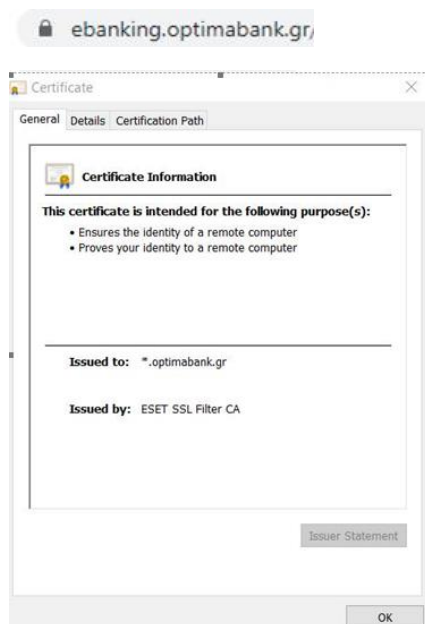 ebanking.optimabank.gr/
Certificate
General Details Certification Path
Certificate Information
This certificate is intended for the following purpose(s):
• Ensures the identity of a remote computer
• Proves your identity to a remote computer
Issued to: *.optimabank.gr
Issued by: ESET SSL Filter CA
Issuer Statement
OK